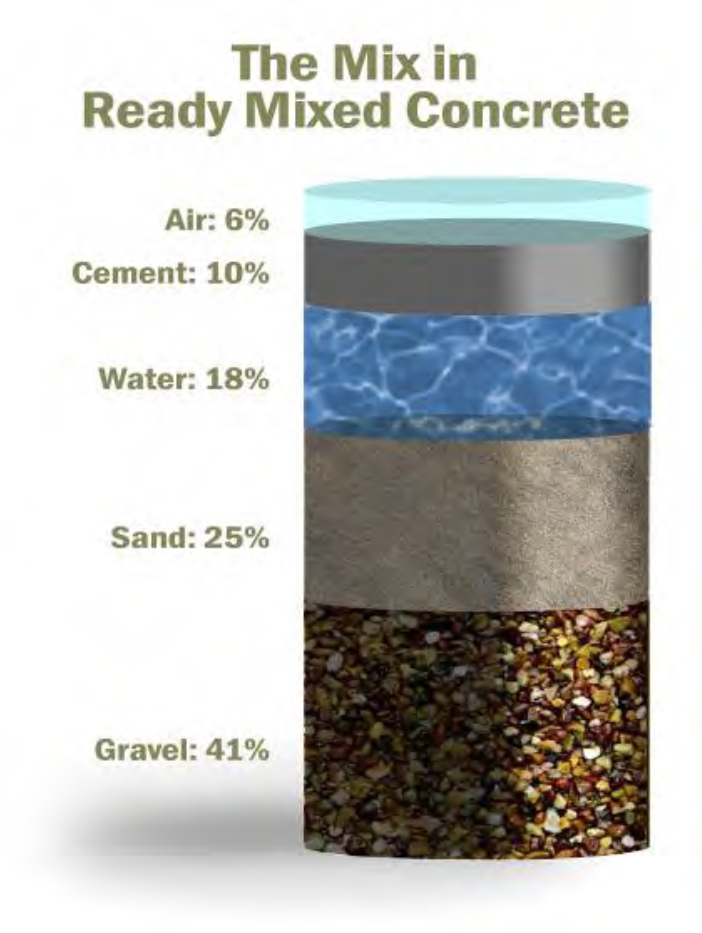 The Mix in
Ready Mixed Concrete
Air: 6%
Cement: 10%
Water: 18%
Sand: 25%
Gravel: 41%